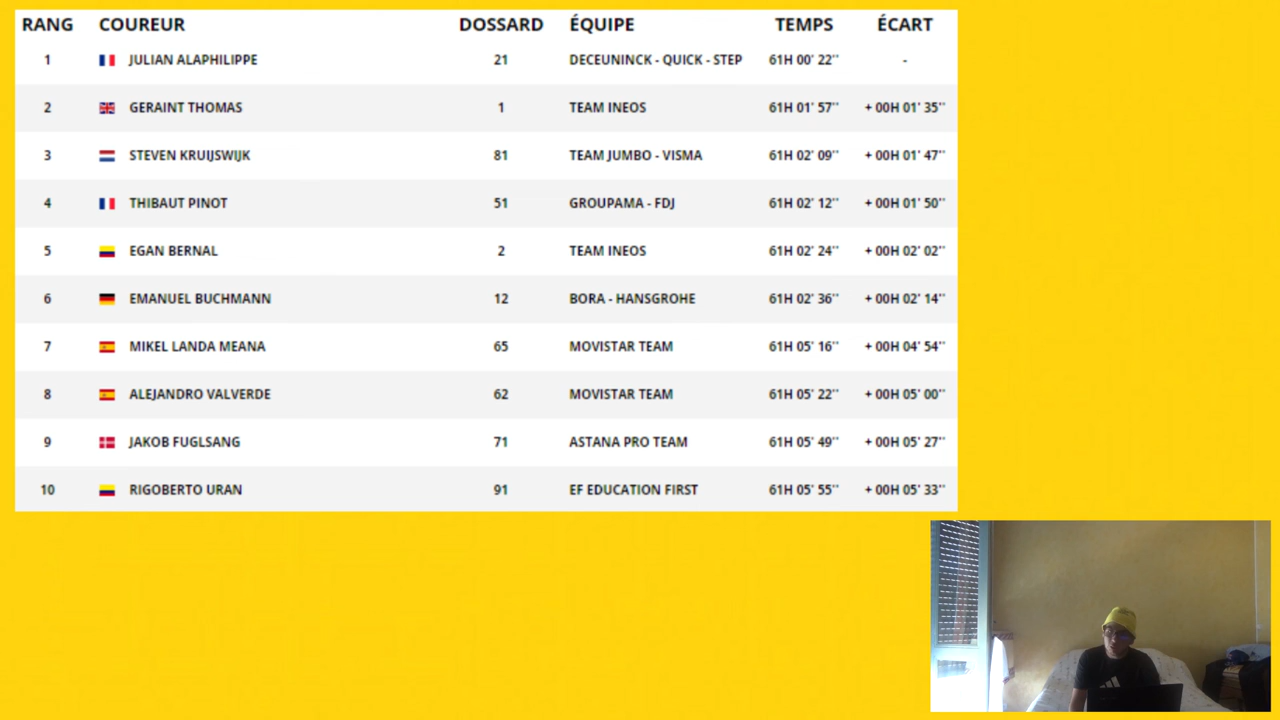 RANG COUREUR DOSSARD ÉQUIPE TEMPS ÉCART
1 JULIAN ALAPHILIPPE 21 DECEUNINCK - QUICK - STEP 61H 00' 22'' -
2 GERAINT THOMAS 1 TEAM INEOS 61H 01' 57'' + 00H 01' 35''
3 STEVEN KRUIJSWIJK 81 TEAM JUMBO - VISMA 61H 02' 09'' + 00H 01' 47''
4 THIBAUT PINOT 51 GROUPAMA - FDJ 61H 02' 12'' + 00H 01' 50''
5 EGAN BERNAL 2 TEAM INEOS 61H 02' 24'' + 00H 02' 02''
6 EMANUEL BUCHMANN 12 BORA - HANSGROHE 61H 02' 36'' + 00H 02' 14''
7 MIKEL LANDA MEANA 65 MOVISTAR TEAM 61H 05' 16'' + 00H 04' 54''
8 ALEJANDRO VALVERDE 62 MOVISTAR TEAM 61H 05' 22'' + 00H 05' 00''
9 JAKOB FUGLSANG 71 ASTANA PRO TEAM 61H 05' 49'' + 00H 05' 27''
10 RIGOBERTO URAN 91 EF EDUCATION FIRST 61H 05' 55'' + 00H 05' 33''